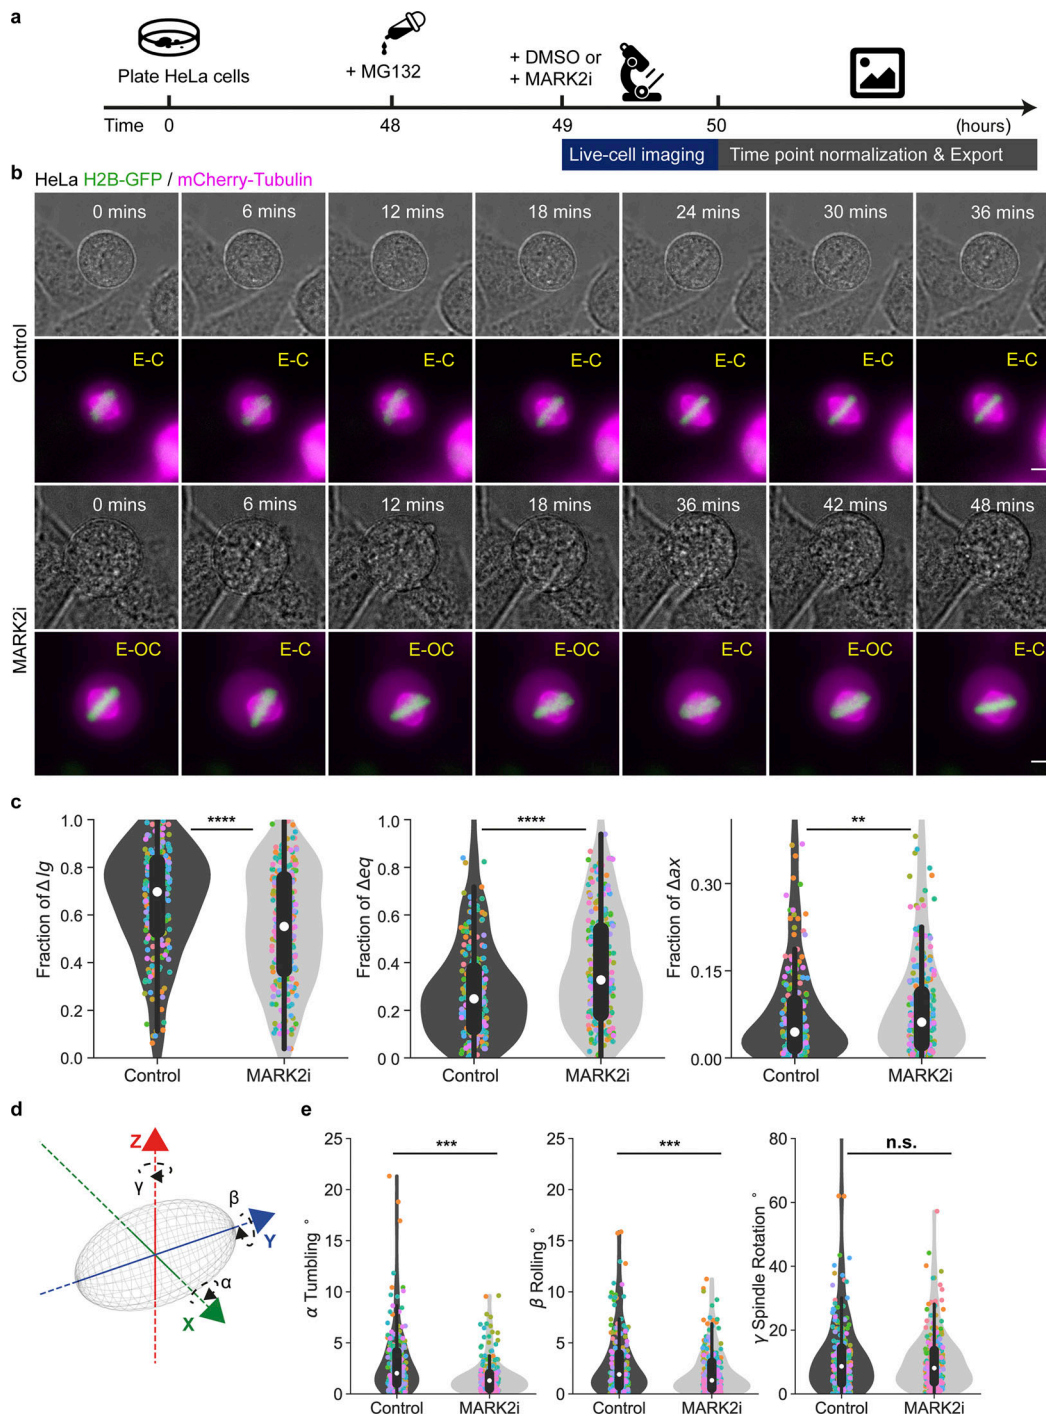 a
Plate HeLa cells
+ MG132
+ DMSO or
+ MARK2i
Time
0
48
49
50
(hours)
Live-cell imaging
Time point normalization & Export
b
HeLa H2B-GFP / mCherry-Tubulin
Control
0 mins
6 mins
12 mins
18 mins
24 mins
30 mins
36 mins
E-C
E-C
E-C
E-C
E-C
E-C
E-C
MARK2i
0 mins
6 mins
12 mins
18 mins
36 mins
42 mins
48 mins
E-OC
E-C
E-OC
E-OC
E-C
E-OC
E-C
c
Fraction of Δ lg
1.0
0.8
0.6
0.4
0.2
0.0
****
Control
MARK2i
Fraction of Δeq
1.0
0.8
0.6
0.4
0.2
0 0
****
Control
MARK2i
Fraction of Δax
0.30
0.15
0.00
**
Control
MARK2i
d
Z
γ
β
Y
α
X
e
α Tumbling °
25
20
15
10
5
0
***
Control
MARK2i
β Rolling °
25
20
15
10
5
0
***
Control
MARK2i
γ Spindle Rotation °
80
60
40
20
0
n.s.
Control
MARK2i